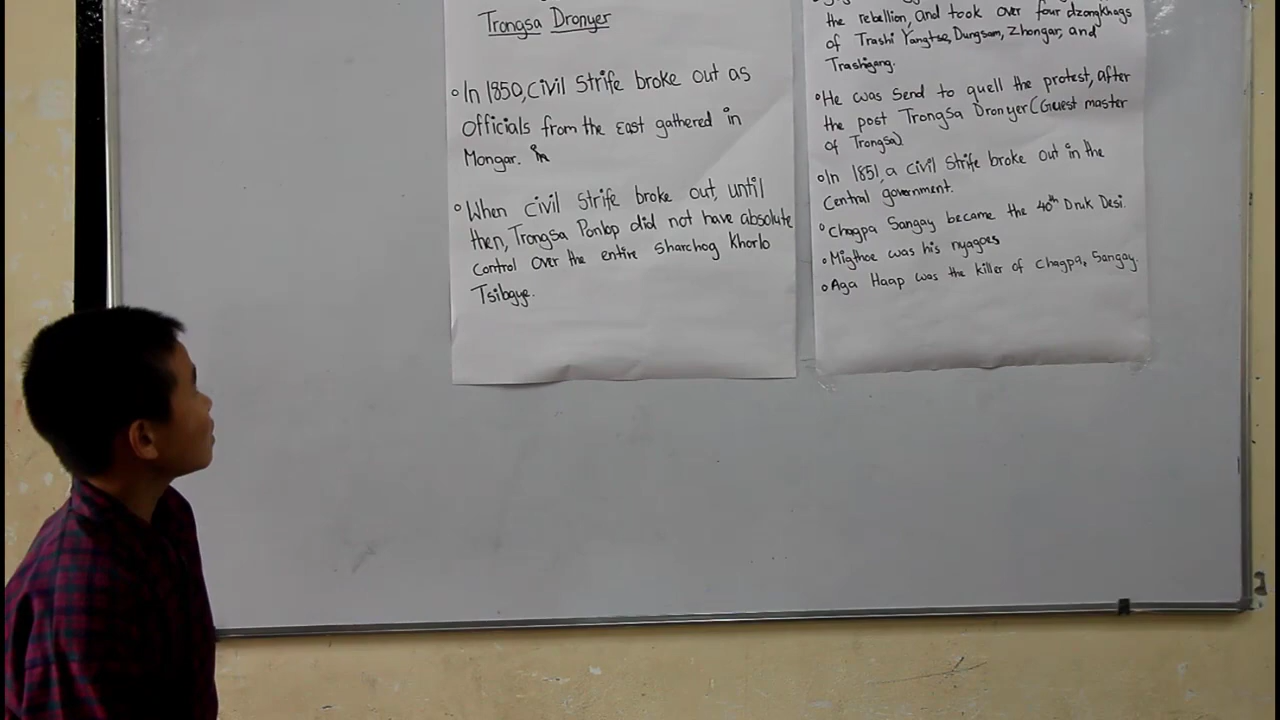 Trongsa Dronyer
In 1850, Civil Strife broke out as
Officials from the East gathered in
Mongar. in
When civil Strife broke out, until
then, Trongsa Ponlop did not have absolute
Control over the entire Sharchog Khorlo
Tsibgye.
the rebellion, and took over four dzongkhags
of Trashi Yangtse, Dungsam, Zhongar, and
Trashigang.
He was send to quell the protest, after
the post Trongsa Dronyer (Guest master
of Trongsa)
In 1851, a civil Strife broke out in the
Central government.
Chagpa Sangay became the 40th Druk Desi.
Migthoe was his nyagoes
Aga Haap was the killer of Chagpa, Sangay.